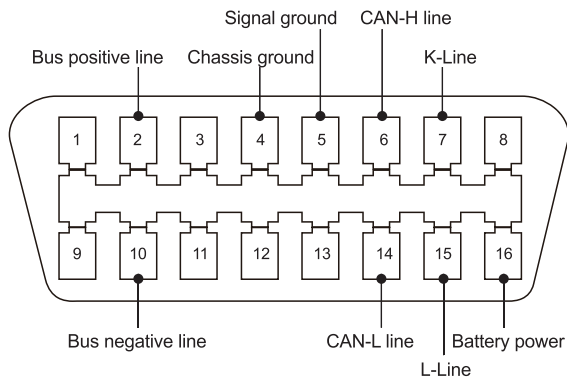 Signal ground CAN-H line
Bus positive line Chassis ground K-Line
1 2 3 4 5 6 7 8
9 10 11 12 13 14 15 16
Bus negative line CAN-L line Battery power
L-Line